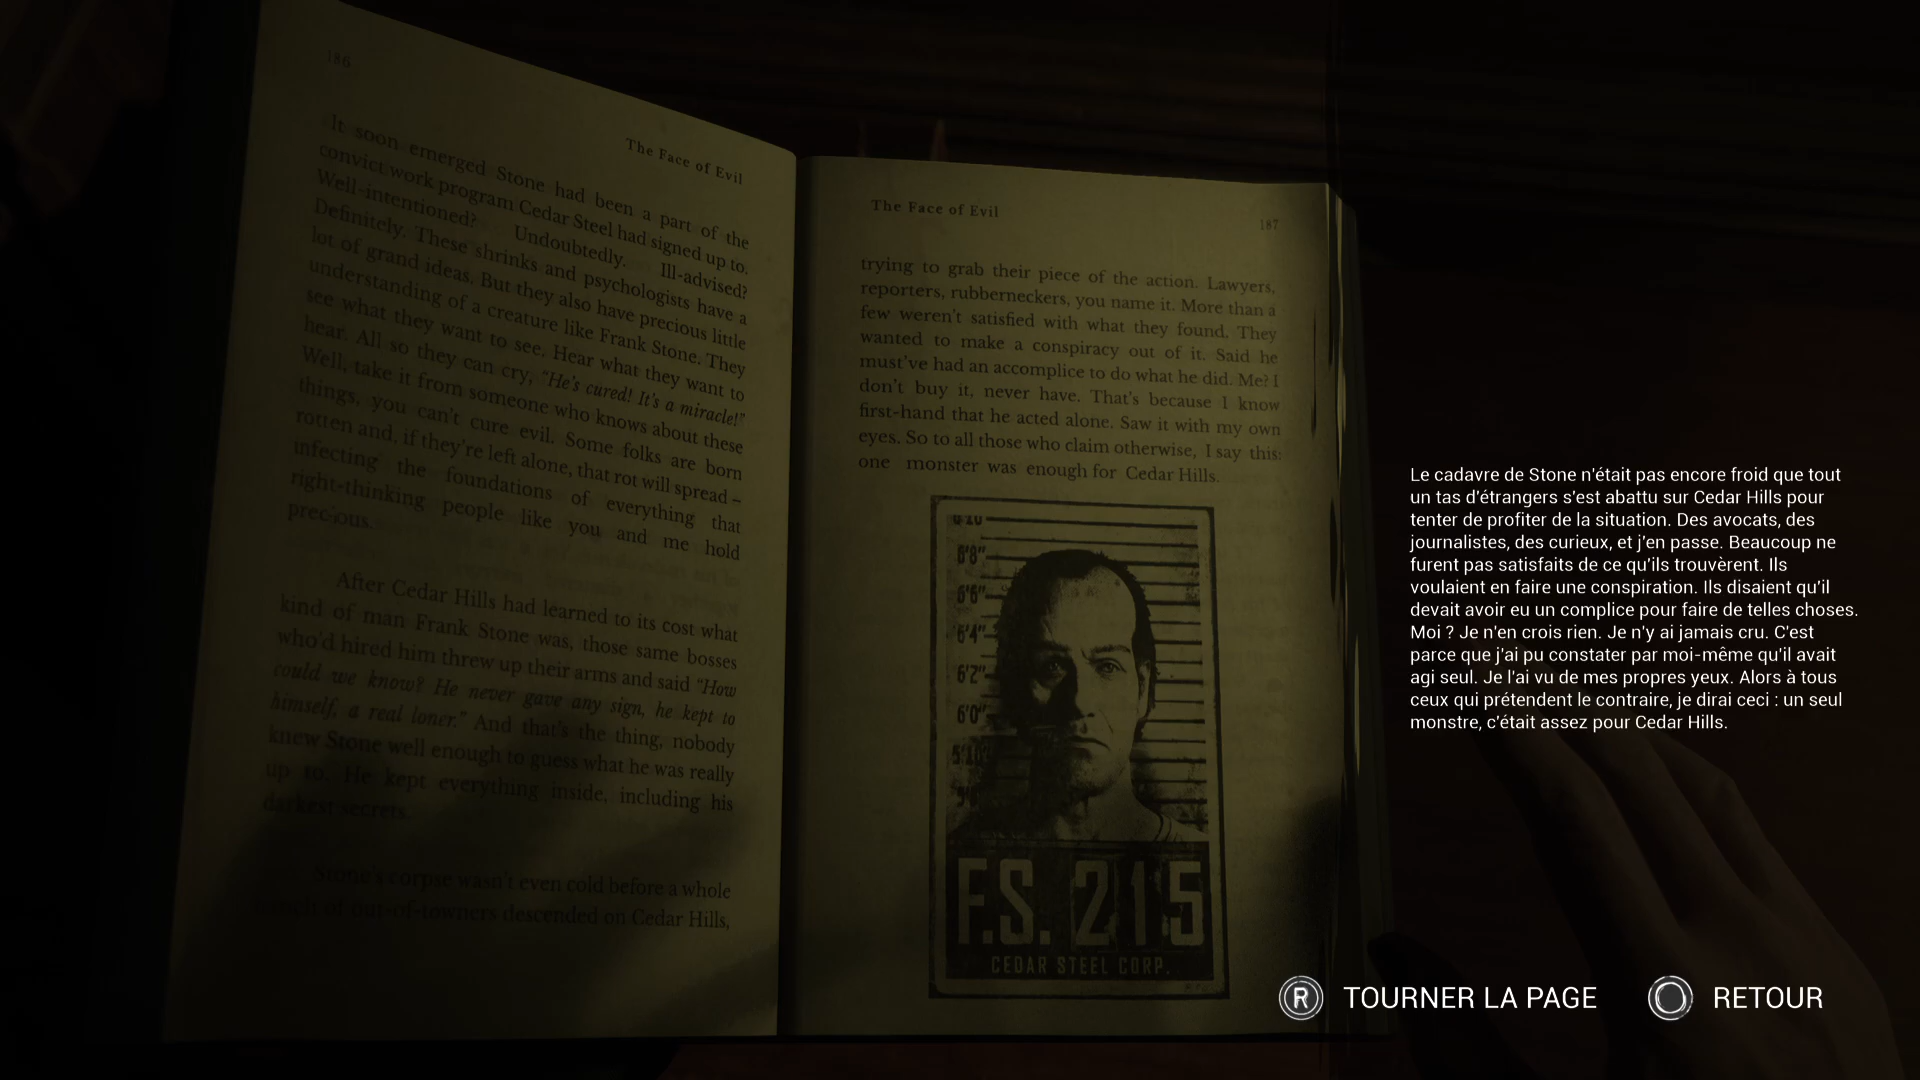 186
The Face of Evil
It soon emerged Stone had been a part of the
convict work program Cedar Steel had signed up to.
Well-intentioned? Undoubtedly. Ill-advised?
Definitely. These shrinks and psychologists have a
lot of grand ideas. But they also have precious little
understanding of a creature like Frank Stone. They
see what they want to see. Hear what they want to
hear. All so they can cry, "He's cured! It's a miracle!"
Well, take it from someone who knows about these
things, you can't cure evil. Some folks are born
rotten and, if they're left alone, that rot will spread –
infecting the foundations of everything that
right-thinking people like you and me hold
precious.
After Cedar Hills had learned to its cost what
kind of man Frank Stone was, those same bosses
who'd hired him threw up their arms and said "How
could we know? He never gave any sign, he kept to
himself, a real loner." And that's the thing, nobody
knew Stone well enough to guess what he was really
up to. He kept everything inside, including his
darkest secrets.
Stone's corpse wasn't even cold before a whole
of out-of-towners descended on Cedar Hills,
The Face of Evil
187
trying to grab their piece of the action. Lawyers,
reporters, rubberneckers, you name it. More than a
few weren't satisfied with what they found. They
wanted to make a conspiracy out of it. Said he
must've had an accomplice to do what he did. Me? I
don't buy it, never have. That's because I know
first-hand that he acted alone. Saw it with my own
eyes. So to all those who claim otherwise, I say this:
one monster was enough for Cedar Hills.
6'10
6'8"
6'6"
6'4"
6'2"
6'0"
5'10"
F.S. 215
CEDAR STEEL CORP.
Le cadavre de Stone n'était pas encore froid que tout
un tas d'étrangers s'est abattu sur Cedar Hills pour
tenter de profiter de la situation. Des avocats, des
journalistes, des curieux, et j'en passe. Beaucoup ne
furent pas satisfaits de ce qu'ils trouvèrent. Ils
voulaient en faire une conspiration. Ils disaient qu'il
devait avoir eu un complice pour faire de telles choses.
Moi ? Je n'en crois rien. Je n'y ai jamais cru. C'est
parce que j'ai pu constater par moi-même qu'il avait
agi seul. Je l'ai vu de mes propres yeux. Alors à tous
ceux qui prétendent le contraire, je dirai ceci : un seul
monstre, c'était assez pour Cedar Hills.
R TOURNER LA PAGE
RETOUR